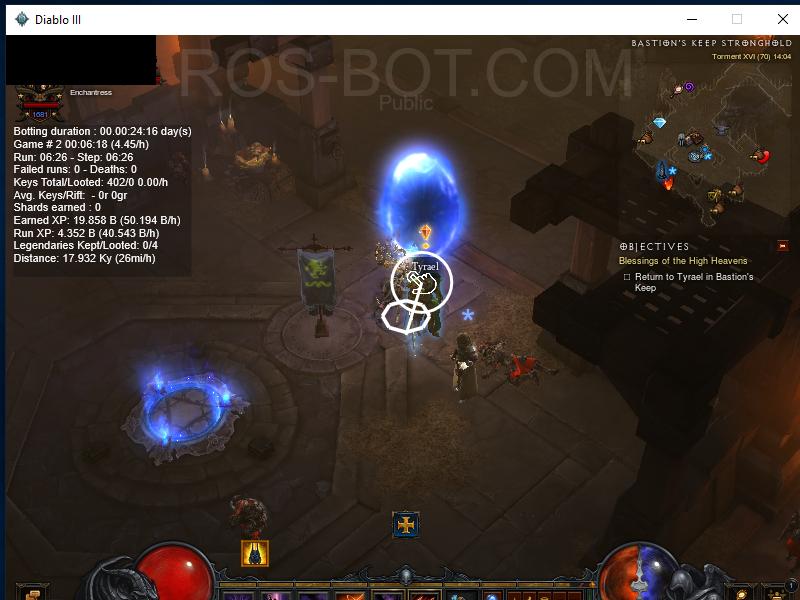 Diablo III
ROS-BOT.COM
Public
BASTION'S KEEP STRONGHOLD
Torment XVI (70) 14:04
Enchantress
1681
Botting duration : 00.00:24:16 day(s)
Game # 2 00:06:18 (4.45/h)
Run: 06:26 - Step: 06:26
Failed runs: 0 - Deaths: 0
Keys Total/Looted: 402/0 0.00/h
Avg. Keys/Rift:  - 0r 0gr
Shards earned : 0
Earned XP: 19.858 B (50.194 B/h)
Run XP: 4.352 B (40.543 B/h)
Legendaries Kept/Looted: 0/4
Distance: 17.932 Ky (26mi/h)
Tyrael
OBJECTIVES
Blessings of the High Heavens
Return to Tyrael in Bastion's
Keep
1